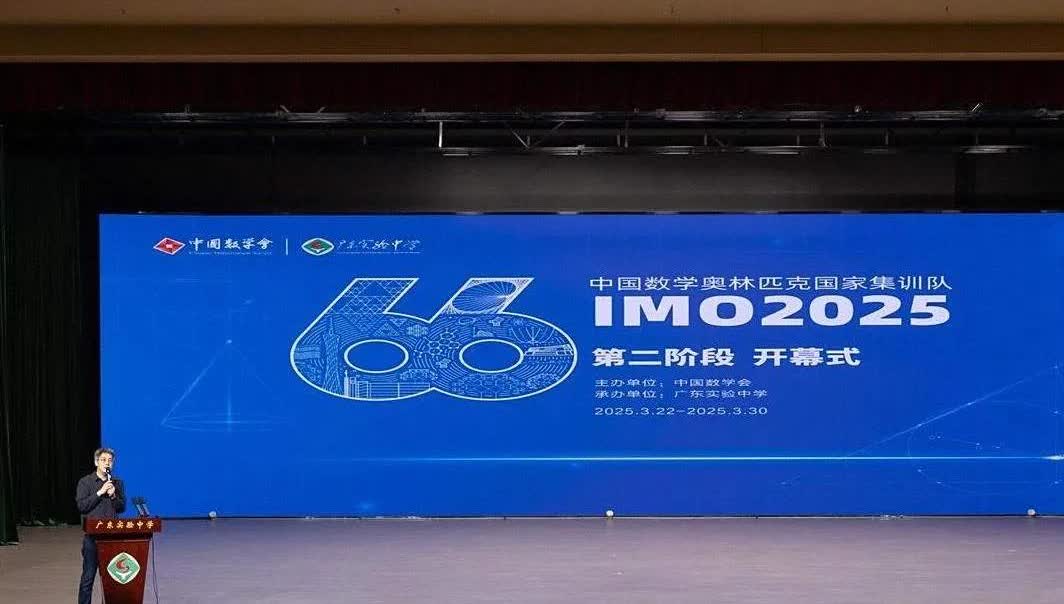 中国数学會
广东实验中学
66
中国数学奥林匹克国家集训队
IMO2025
第二阶段 开幕式
主办单位：中国数学会
承办单位：广东实验中学
2025.3.22-2025.3.30
广东实验中学